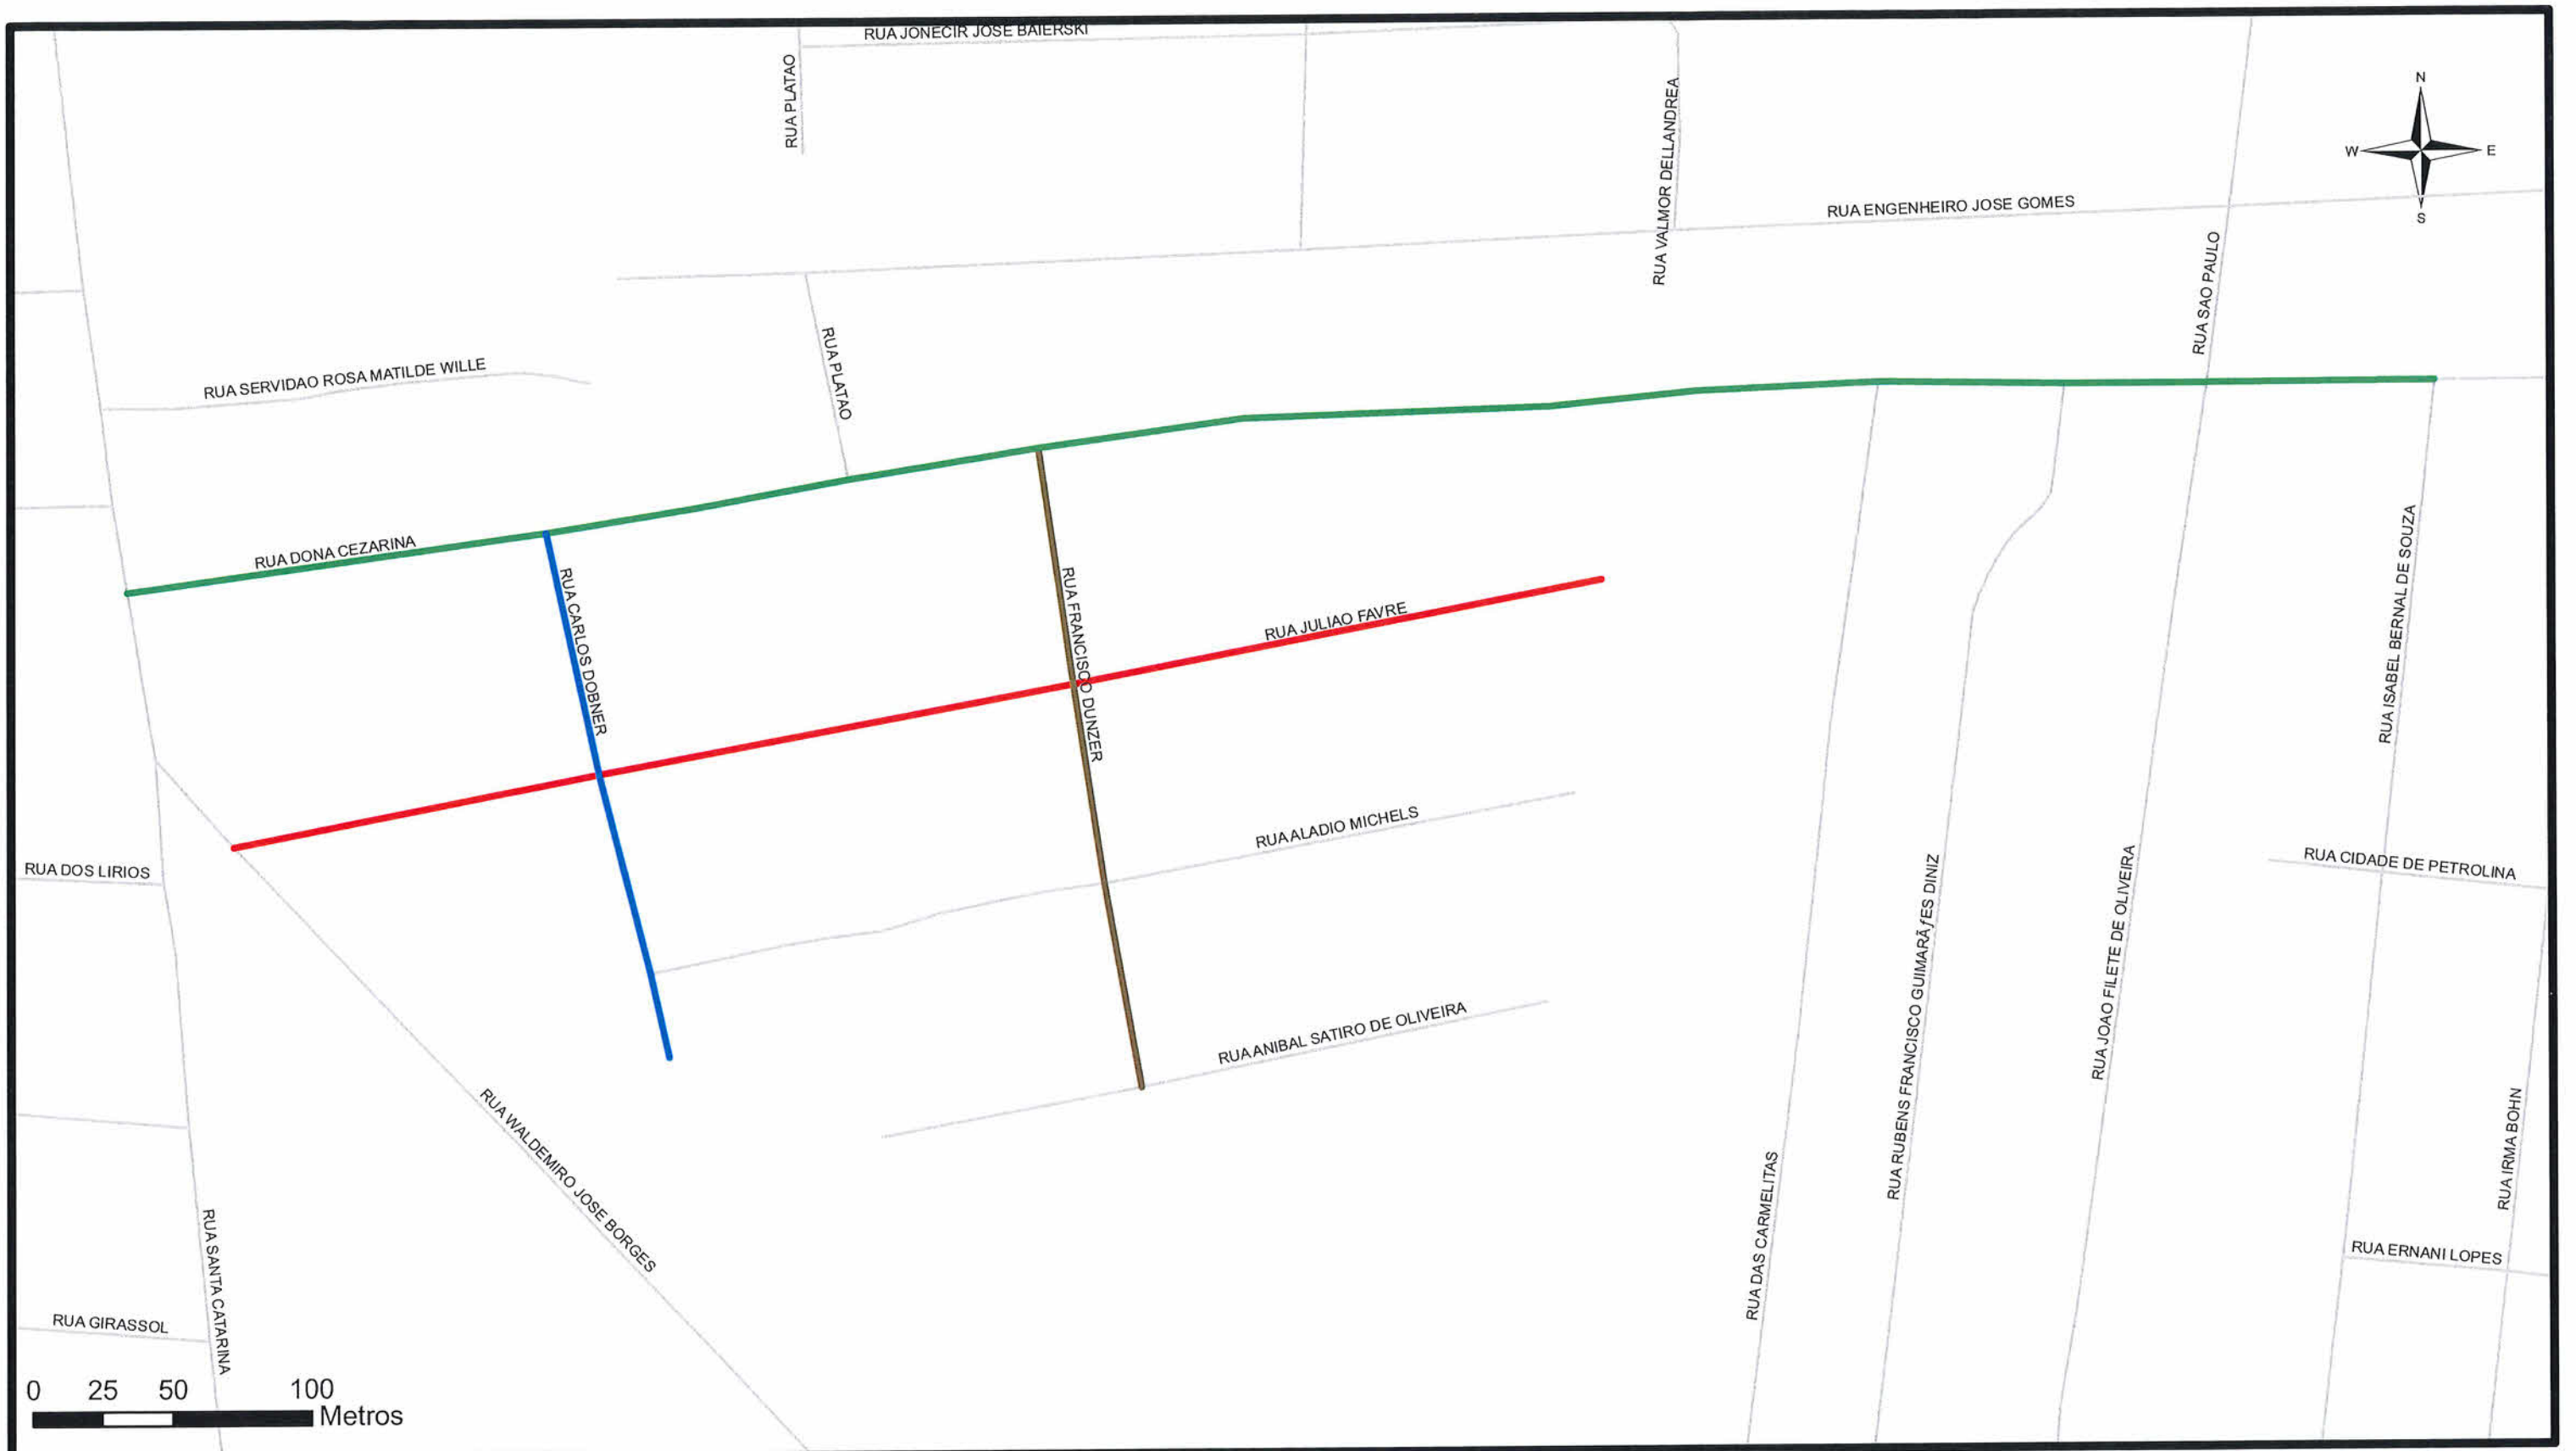 RUA JONECIR JOSE BAIERSKI
RUA PLATAO
RUA VALMOR DELLANDREA
N
W
E
S
RUA ENGENHEIRO JOSE GOMES
RUA SAO PAULO
RUA SERVIDAO ROSA MATILDE WILLE
RUA PLATAO
RUA DONA CEZARINA
RUA CARLOS DOBNER
RUA FRANCISCO DUNZER
RUA JULIAO FAVRE
RUA ISABEL BERNAL DE SOUZA
RUA ALADIO MICHELS
RUA DOS LIRIOS
RUA CIDADE DE PETROLINA
RUA RUBENS FRANCISCO GUIMARÃƒES DINIZ
RUA JOAO FILETE DE OLIVEIRA
RUA ANIBAL SATIRO DE OLIVEIRA
RUA WALDEMIRO JOSE BORGES
RUA DAS CARMELITAS
RUA IRMA BOHN
RUA SANTA CATARINA
RUA ERNANI LOPES
RUA GIRASSOL
0 25 50 100
Metros